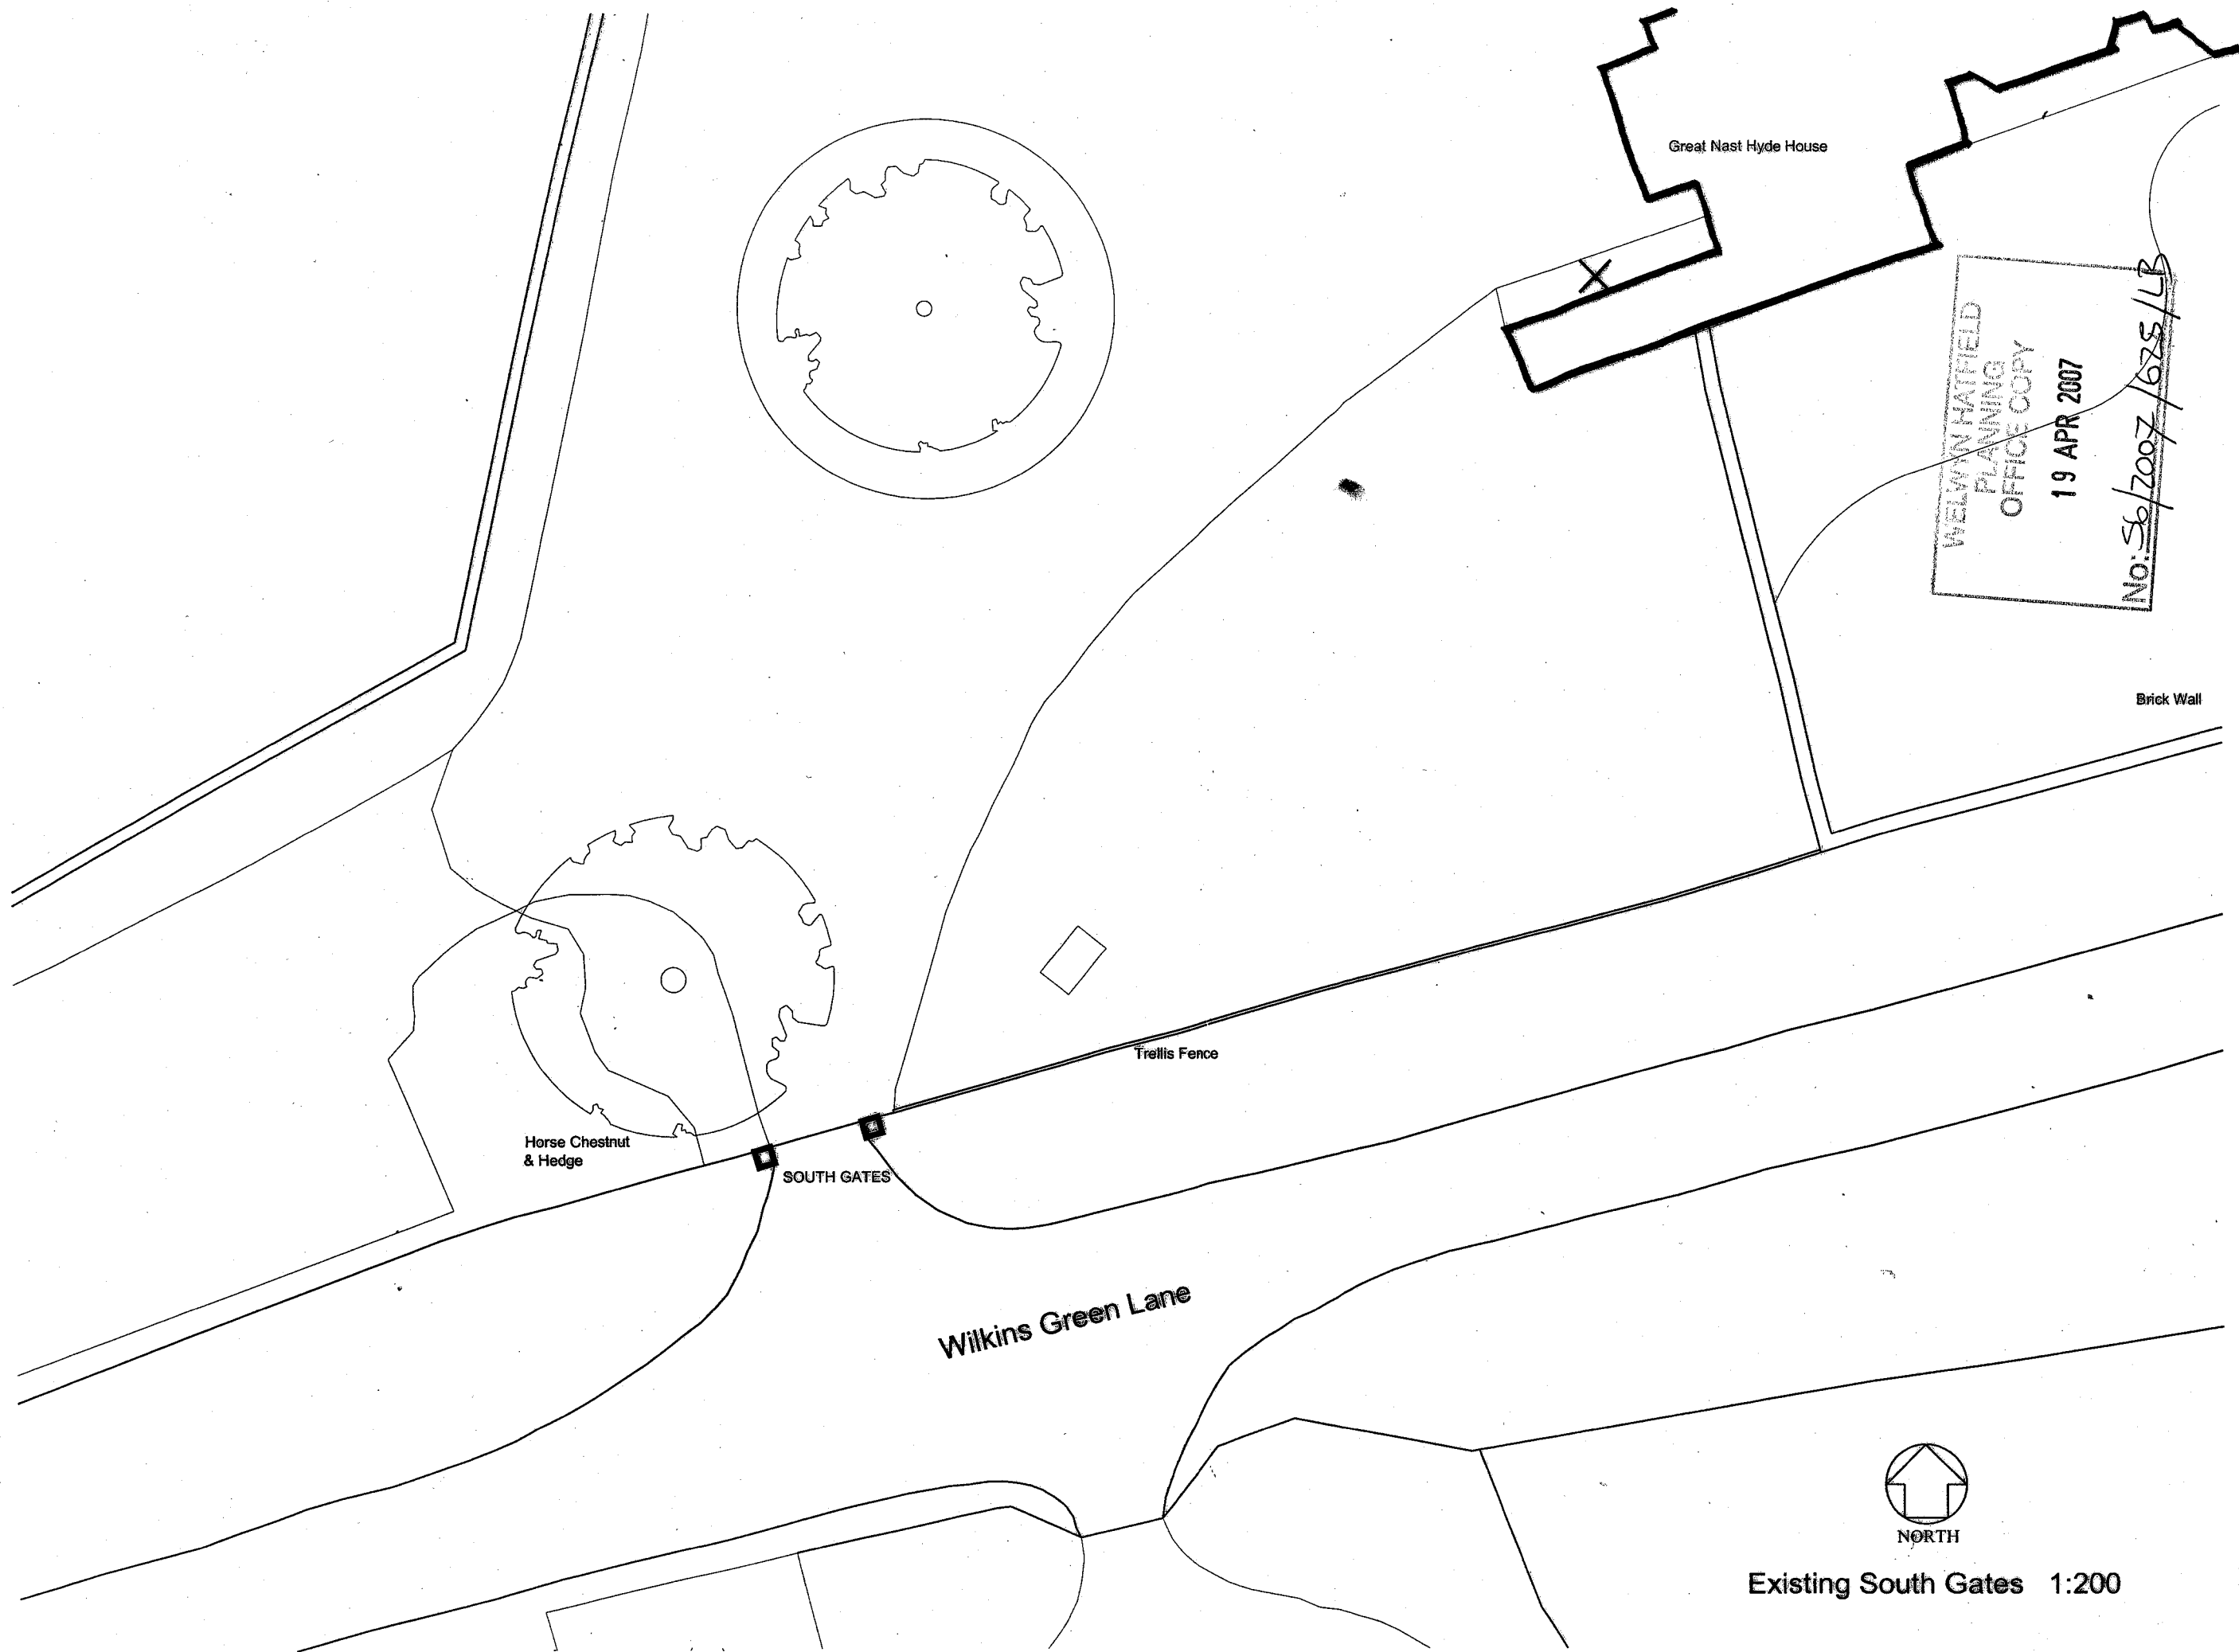 Great Nast Hyde House
WELWYN HATFIELD
PLANNING
OFFICE COPY
19 APR 2007
No: S6/2007/0675/LB
Brick Wall
Trellis Fence
Horse Chestnut
& Hedge
SOUTH GATES
Wilkins Green Lane
NORTH
Existing South Gates 1:200